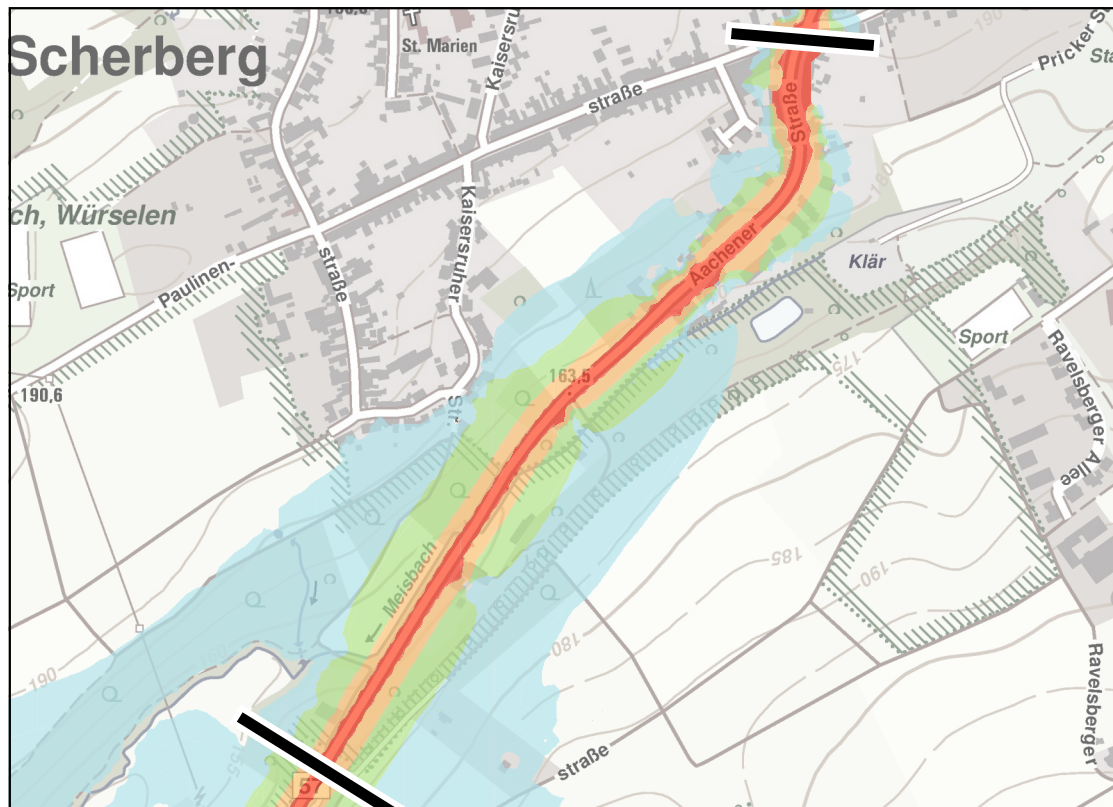 Scherberg
St. Marien
Kaisersru
straße
Straße
190
Pricker S
Sta
ch, Würselen
Kaisersruher
190
Sport
Paulinen-
straße
Aachener
Klär
Sport
175
163,5
190,6
Str.
Ravelsberger Allee
185
190
Meisbach
180
190
Ravelsberger
straße
57